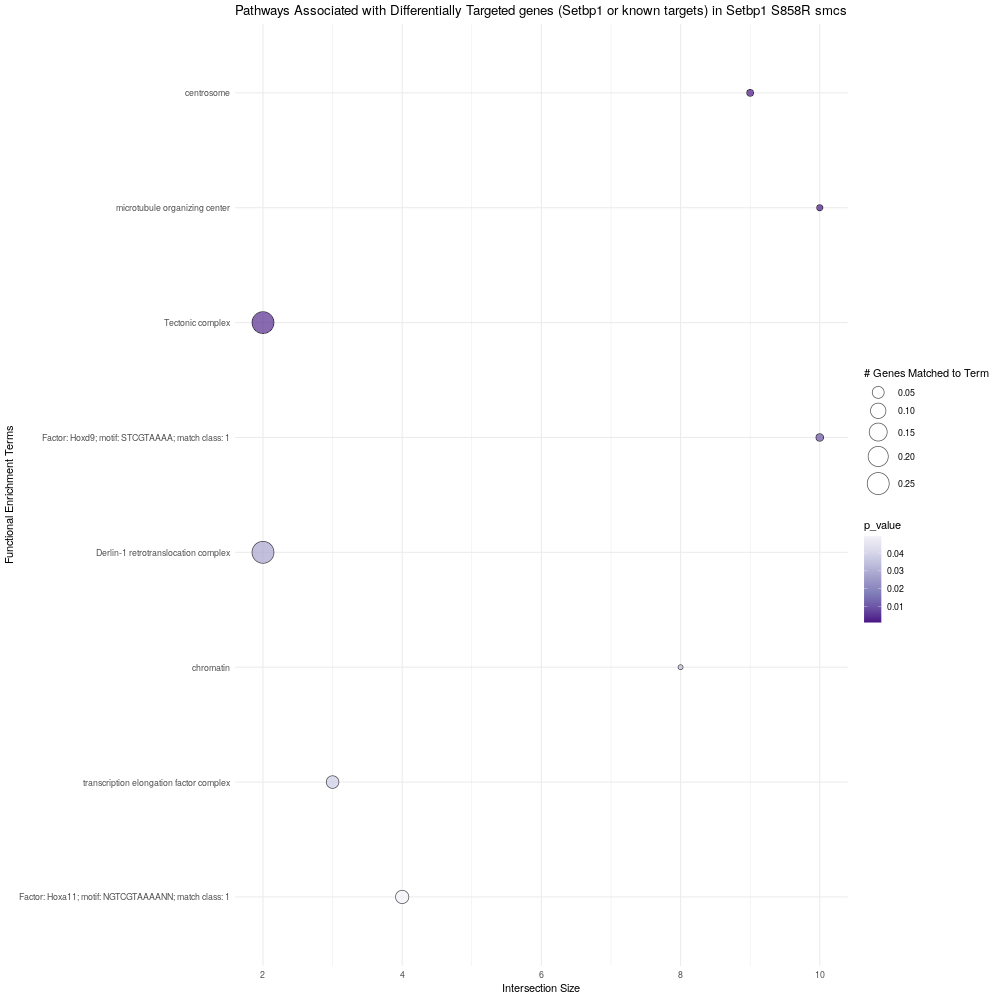 Pathways Associated with Differentially Targeted genes (Setbp1 or known targets) in Setbp1 S858R smcs
Functional Enrichment Terms
centrosome
microtubule organizing center
Tectonic complex
Factor: Hoxd9; motif: STCGTAAAA; match class: 1
Derlin-1 retrotranslocation complex
chromatin
transcription elongation factor complex
Factor: Hoxa11; motif: NGTCGTAAAANN; match class: 1
2
4
6
8
10
Intersection Size
# Genes Matched to Term
0.05
0.10
0.15
0.20
0.25
p_value
0.04
0.03
0.02
0.01